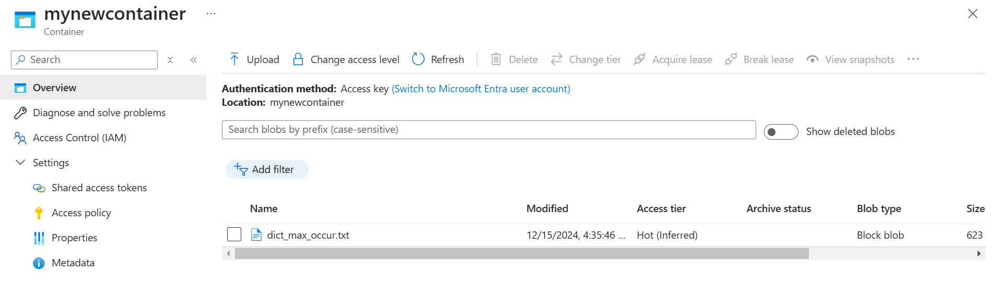 mynewcontainer ...
Container
Search
Upload Change access level Refresh Delete Change tier Acquire lease Break lease View snapshots ...
Overview
Authentication method: Access key (Switch to Microsoft Entra user account)
Location: mynewcontainer
Diagnose and solve problems
Search blobs by prefix (case-sensitive) Show deleted blobs
Access Control (IAM)
Settings
Add filter
Shared access tokens
Access policy
Properties
Metadata
Name Modified Access tier Archive status Blob type Size
dict_max_occur.txt 12/15/2024, 4:35:46 ... Hot (Inferred) Block blob 623